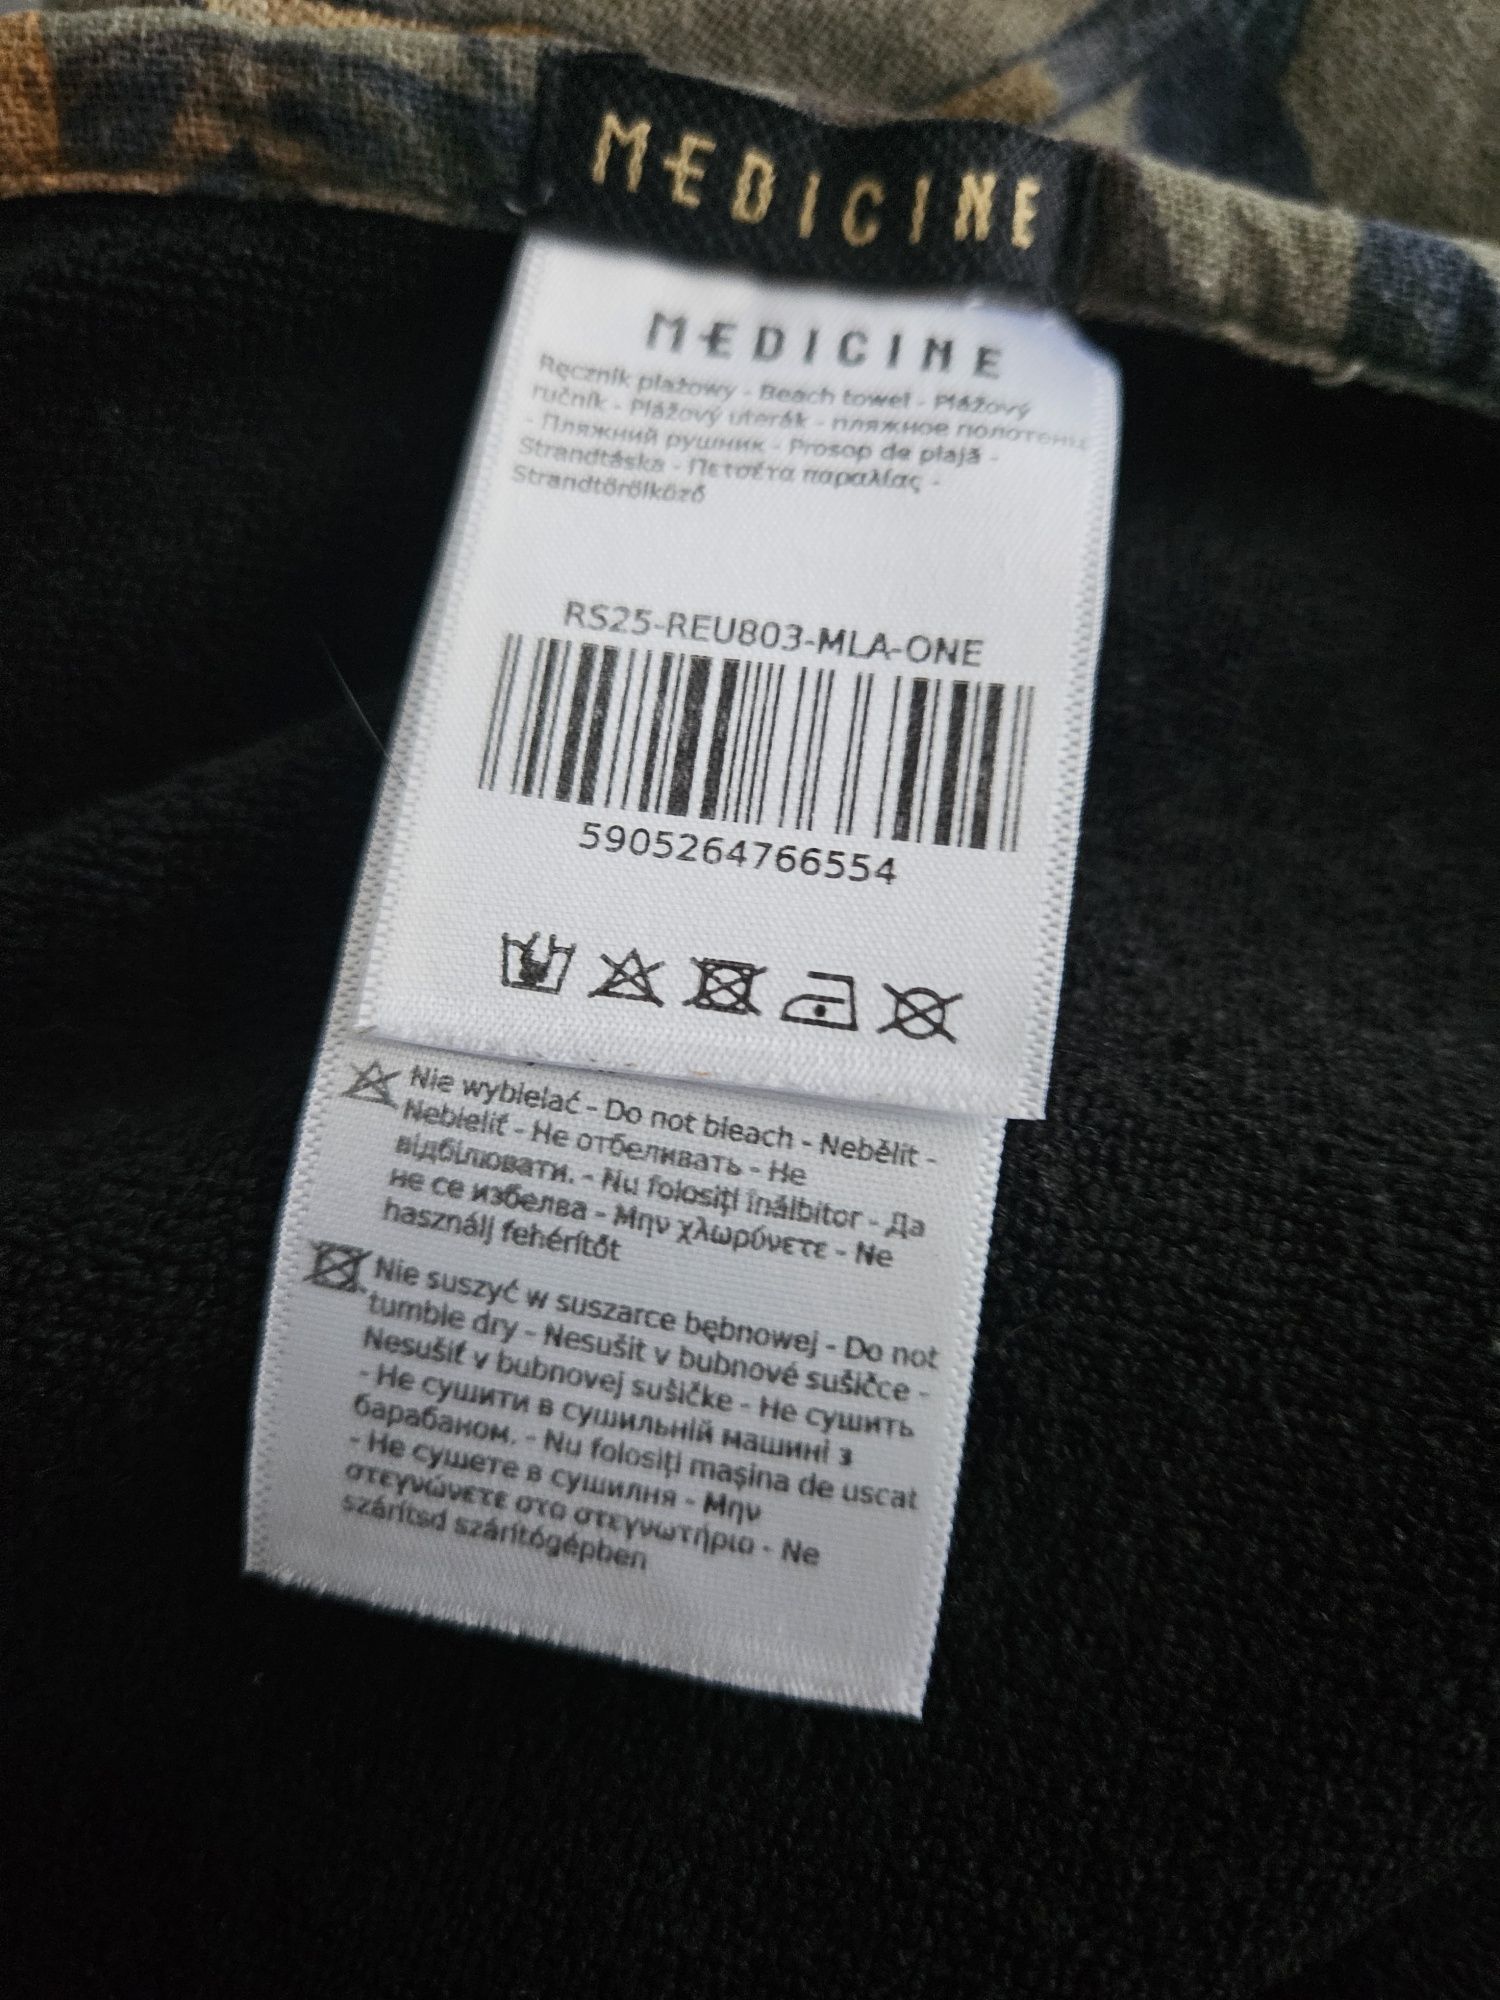 MEDICINE
MEDICINE
Ręcznik plażowy - Beach towel - Plážový
ručník - Plážový uterák - пляжное полотенце
- Пляжний рушник - Prosop de plajă -
Strandtáska - Πετσέτα παραλίας -
Strandtörölköző
RS25-REU803-MLA-ONE
5905264766554
Nie wybielać - Do not bleach - Nebělit -
Nebieliť - Не отбеливать - Не
відбілювати. - Nu folosiți înălbitor - Да
не се избелва - Μην χλωρύνετε - Ne
használj fehérítőt
Nie suszyć w suszarce bębnowej - Do not
tumble dry - Nesušit v bubnové sušičce -
Nesušiť v bubnovej sušičke - Не сушить
- Не сушити в сушильній машині з
барабаном. - Nu folosiți mașina de uscat
- Не сушете в сушилня - Μην
στεγνώνετε στο στεγνωτήριο - Ne
szárítsd szárítógépben